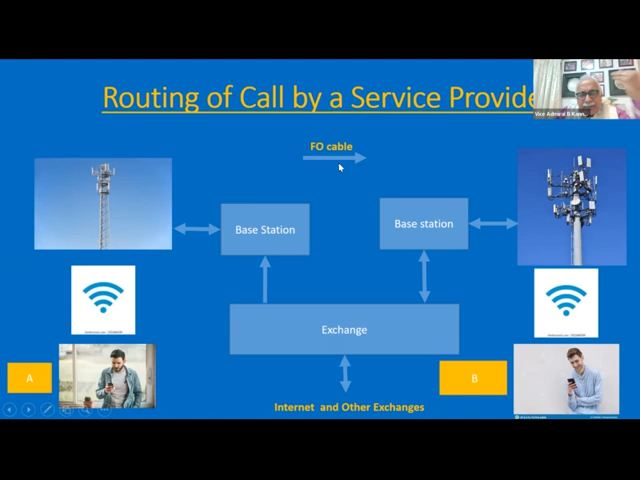 Routing of Call by a Service Provide
Vice Admiral B Kann...
FO cable
Base Station
Base station
Exchange
A
B
Internet and Other Exchanges